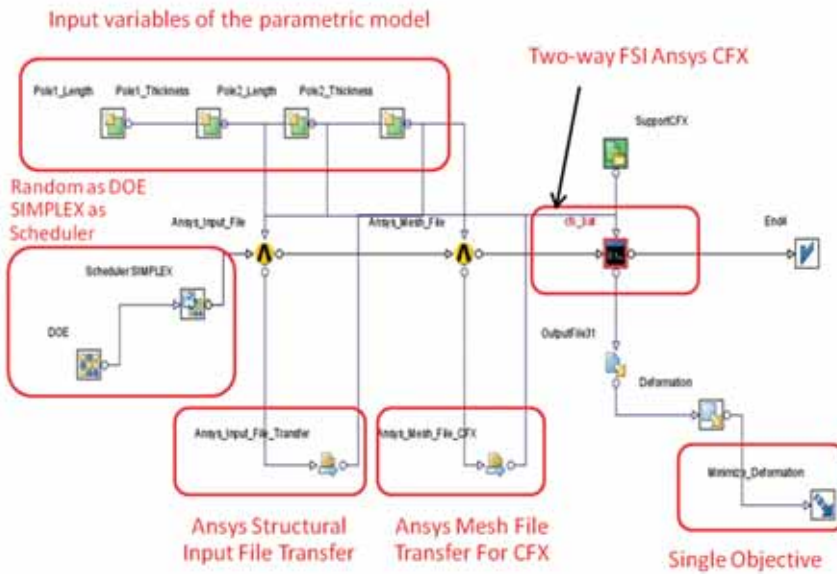 Input variables of the parametric model
Two-way FSI Ansys CFX
Pole1_Length Pole1_Thickness Pole2_Length Pole2_Thickness
SupportCFX
Random as DOE
SIMPLEX as
Scheduler
Ansys_Input_File
Ansys_Mesh_File
Scheduler SIMPLEX
DOE
OutputFile31
Deformation
Ansys_Input_File_Transfer
Ansys_Mesh_File_CFX
Minimize_Deformation
Ansys Structural
Input File Transfer
Ansys Mesh File
Transfer For CFX
Single Objective